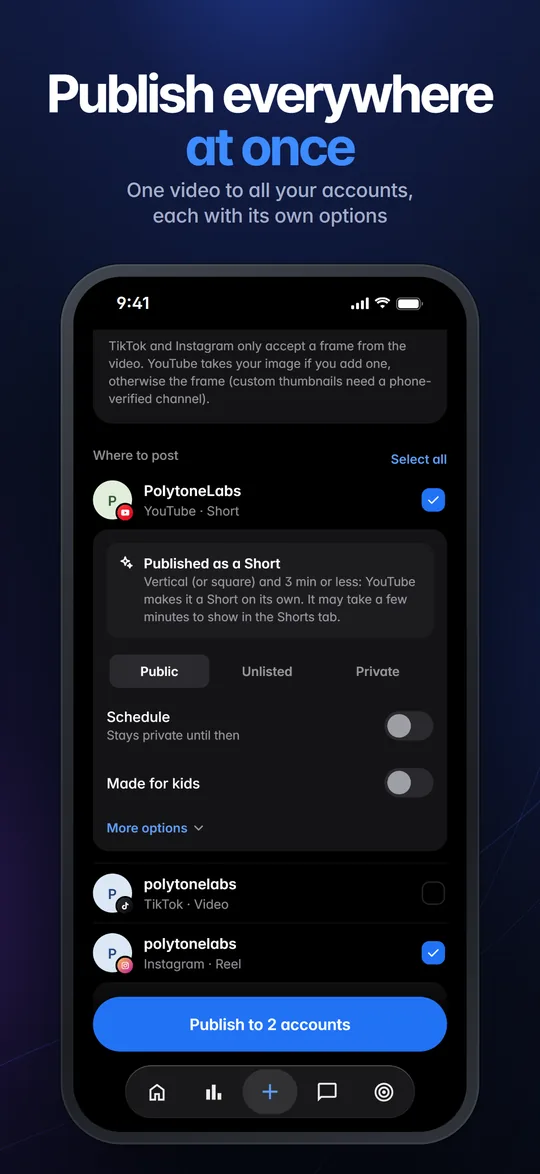 Publish everywhere
at once
One video to all your accounts,
each with its own options
9:41
TikTok and Instagram only accept a frame from the
video. YouTube takes your image if you add one,
otherwise the frame (custom thumbnails need a phone-
verified channel).
Where to post
Select all
P
PolytoneLabs
YouTube · Short
Published as a Short
Vertical (or square) and 3 min or less: YouTube
makes it a Short on its own. It may take a few
minutes to show in the Shorts tab.
Public
Unlisted
Private
Schedule
Stays private until then
Made for kids
More options
P
polytonelabs
TikTok · Video
P
polytonelabs
Instagram · Reel
Publish to 2 accounts